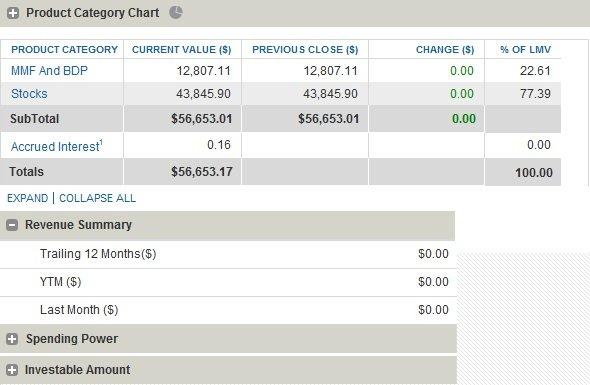 Product Category Chart
PRODUCT CATEGORY CURRENT VALUE ($) PREVIOUS CLOSE ($) CHANGE ($) % OF LMV
MMF And BDP 12,807.11 12,807.11 0.00 22.61
Stocks 43,845.90 43,845.90 0.00 77.39
SubTotal $56,653.01 $56,653.01 0.00
Accrued Interest¹ 0.16 0.00
Totals $56,653.17 100.00
EXPAND | COLLAPSE ALL
Revenue Summary
Trailing 12 Months($) $0.00
YTM ($) $0.00
Last Month ($) $0.00
Spending Power
Investable Amount